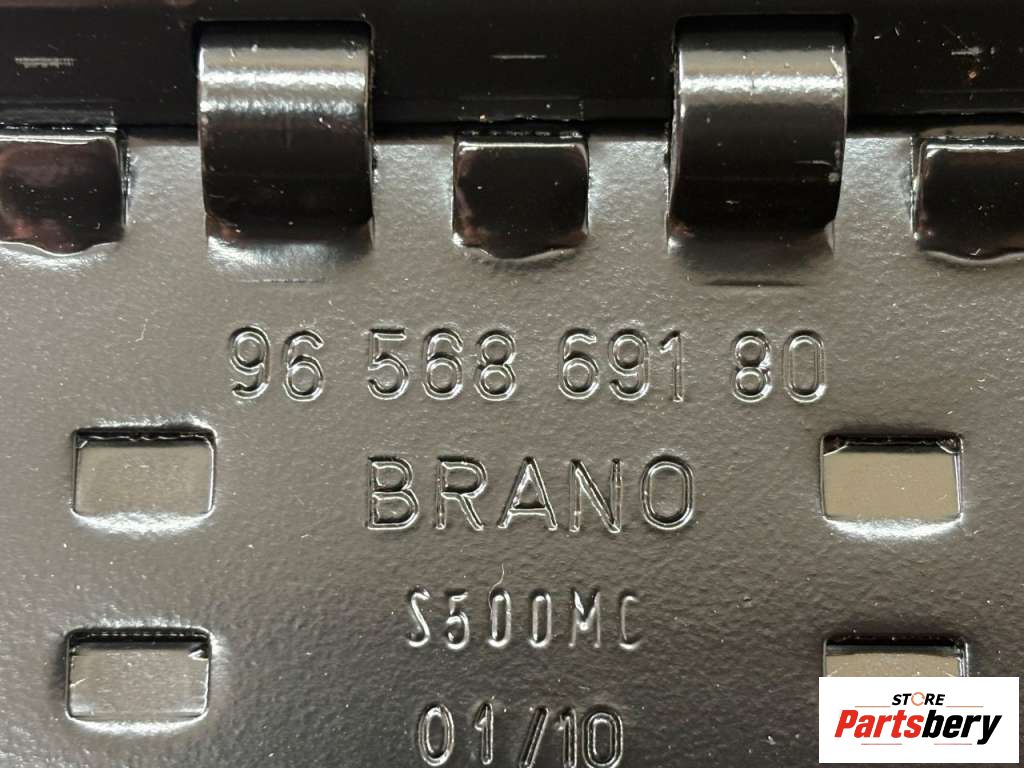 96 568 691 80
BRANO
S500MC
01/10
STORE
Partsbery